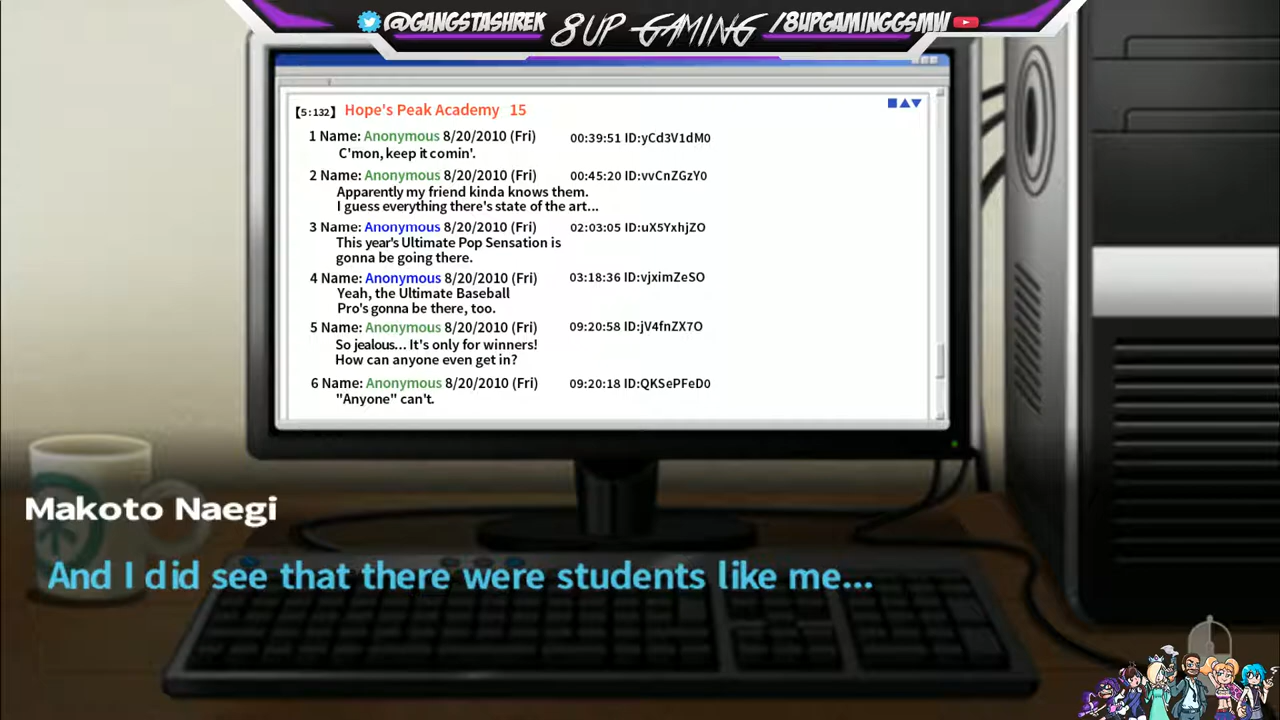 @GANGSTASHREK 8UP GAMING /8UPGAMINGGSMW
【5:132】 Hope's Peak Academy 15
1 Name: Anonymous 8/20/2010 (Fri) 00:39:51 ID:yCd3V1dM0
C'mon, keep it comin'.
2 Name: Anonymous 8/20/2010 (Fri) 00:45:20 ID:vvCnZGzY0
Apparently my friend kinda knows them.
I guess everything there's state of the art...
3 Name: Anonymous 8/20/2010 (Fri) 02:03:05 ID:uX5YxhjZO
This year's Ultimate Pop Sensation is
gonna be going there.
4 Name: Anonymous 8/20/2010 (Fri) 03:18:36 ID:vjximZeSO
Yeah, the Ultimate Baseball
Pro's gonna be there, too.
5 Name: Anonymous 8/20/2010 (Fri) 09:20:58 ID:jV4fnZX7O
So jealous... It's only for winners!
How can anyone even get in?
6 Name: Anonymous 8/20/2010 (Fri) 09:20:18 ID:QKSePFeD0
"Anyone" can't.
Makoto Naegi
And I did see that there were students like me...